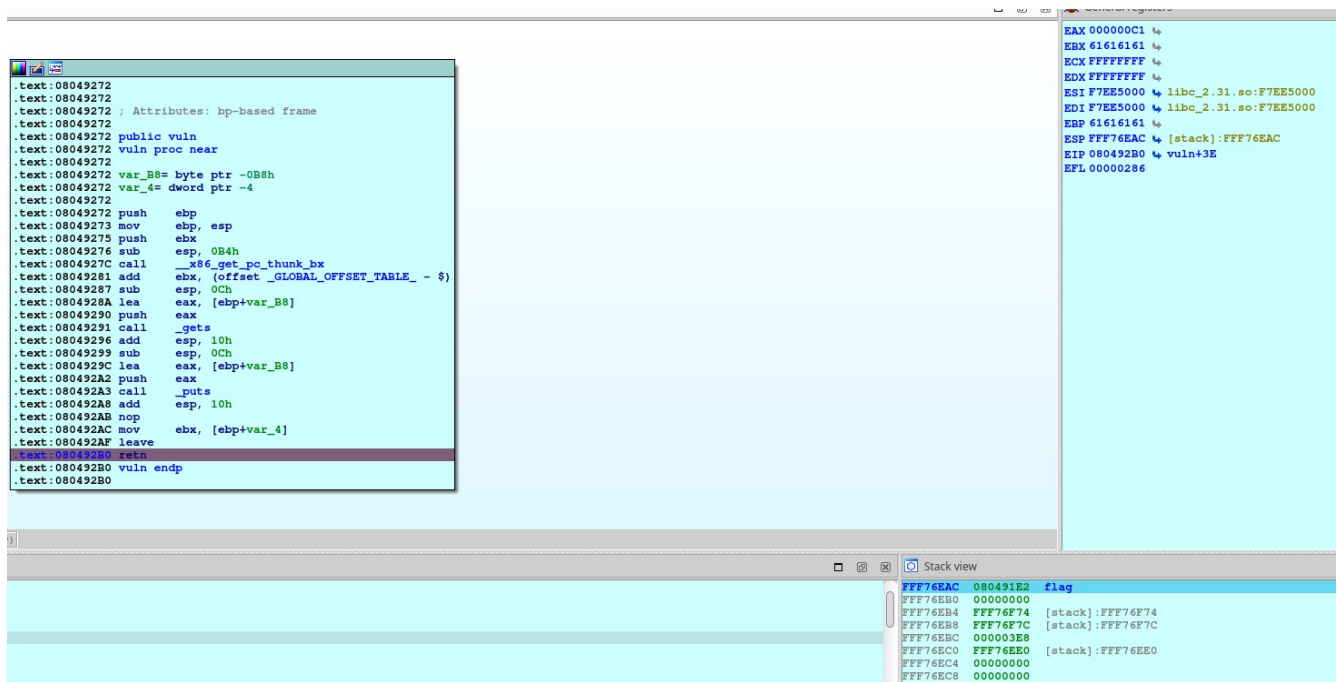 General registers
.text:08049272
.text:08049272
.text:08049272 ; Attributes: bp-based frame
.text:08049272
.text:08049272 public vuln
.text:08049272 vuln proc near
.text:08049272
.text:08049272 var_B8= byte ptr -0B8h
.text:08049272 var_4= dword ptr -4
.text:08049272
.text:08049272 push ebp
.text:08049273 mov ebp, esp
.text:08049275 push ebx
.text:08049276 sub esp, 0B4h
.text:0804927C call __x86_get_pc_thunk_bx
.text:08049281 add ebx, (offset _GLOBAL_OFFSET_TABLE_ - $)
.text:08049287 sub esp, 0Ch
.text:0804928A lea eax, [ebp+var_B8]
.text:08049290 push eax
.text:08049291 call _gets
.text:08049296 add esp, 10h
.text:08049299 sub esp, 0Ch
.text:0804929C lea eax, [ebp+var_B8]
.text:080492A2 push eax
.text:080492A3 call _puts
.text:080492A8 add esp, 10h
.text:080492AB nop
.text:080492AC mov ebx, [ebp+var_4]
.text:080492AF leave
.text:080492B0 retn
.text:080492B0 vuln endp
.text:080492B0
EAX 000000C1
EBX 61616161
ECX FFFFFFFF
EDX FFFFFFFF
ESI F7EE5000 libc_2.31.so:F7EE5000
EDI F7EE5000 libc_2.31.so:F7EE5000
EBP 61616161
ESP FFF76EAC [stack]:FFF76EAC
EIP 080492B0 vuln+3E
EFL 00000286
Stack view
FFF76EAC 080491E2 flag
FFF76EB0 00000000
FFF76EB4 FFF76F74 [stack]:FFF76F74
FFF76EB8 FFF76F7C [stack]:FFF76F7C
FFF76EBC 000003E8
FFF76EC0 FFF76EE0 [stack]:FFF76EE0
FFF76EC4 00000000
FFF76EC8 00000000